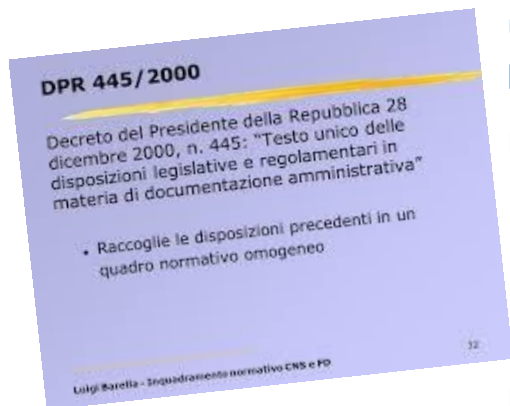 DPR 445/2000
Decreto del Presidente della Repubblica 28
dicembre 2000, n. 445: "Testo unico delle
disposizioni legislative e regolamentari in
materia di documentazione amministrativa"
• Raccoglie le disposizioni precedenti in un
quadro normativo omogeneo
Luigi Barella - Inquadramento normativo CNS e FD
32